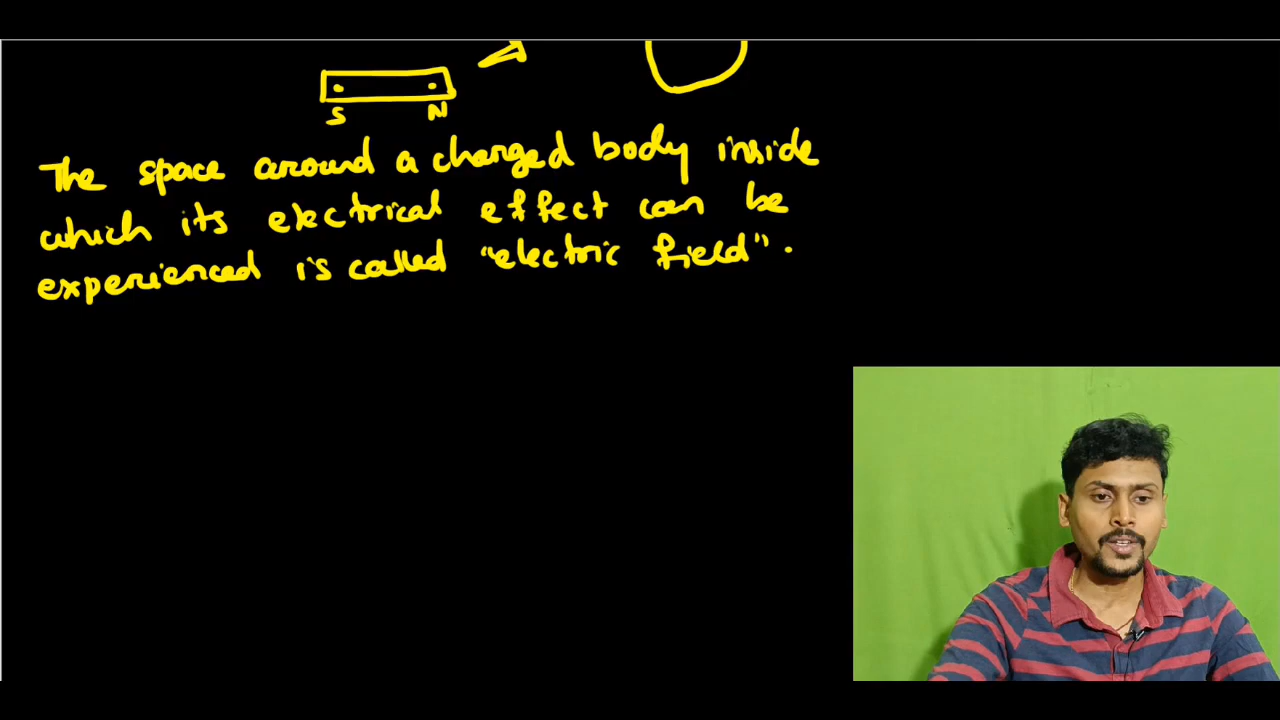 S N
The space around a charged body inside
which its electrical effect can be
experienced is called "electric field".